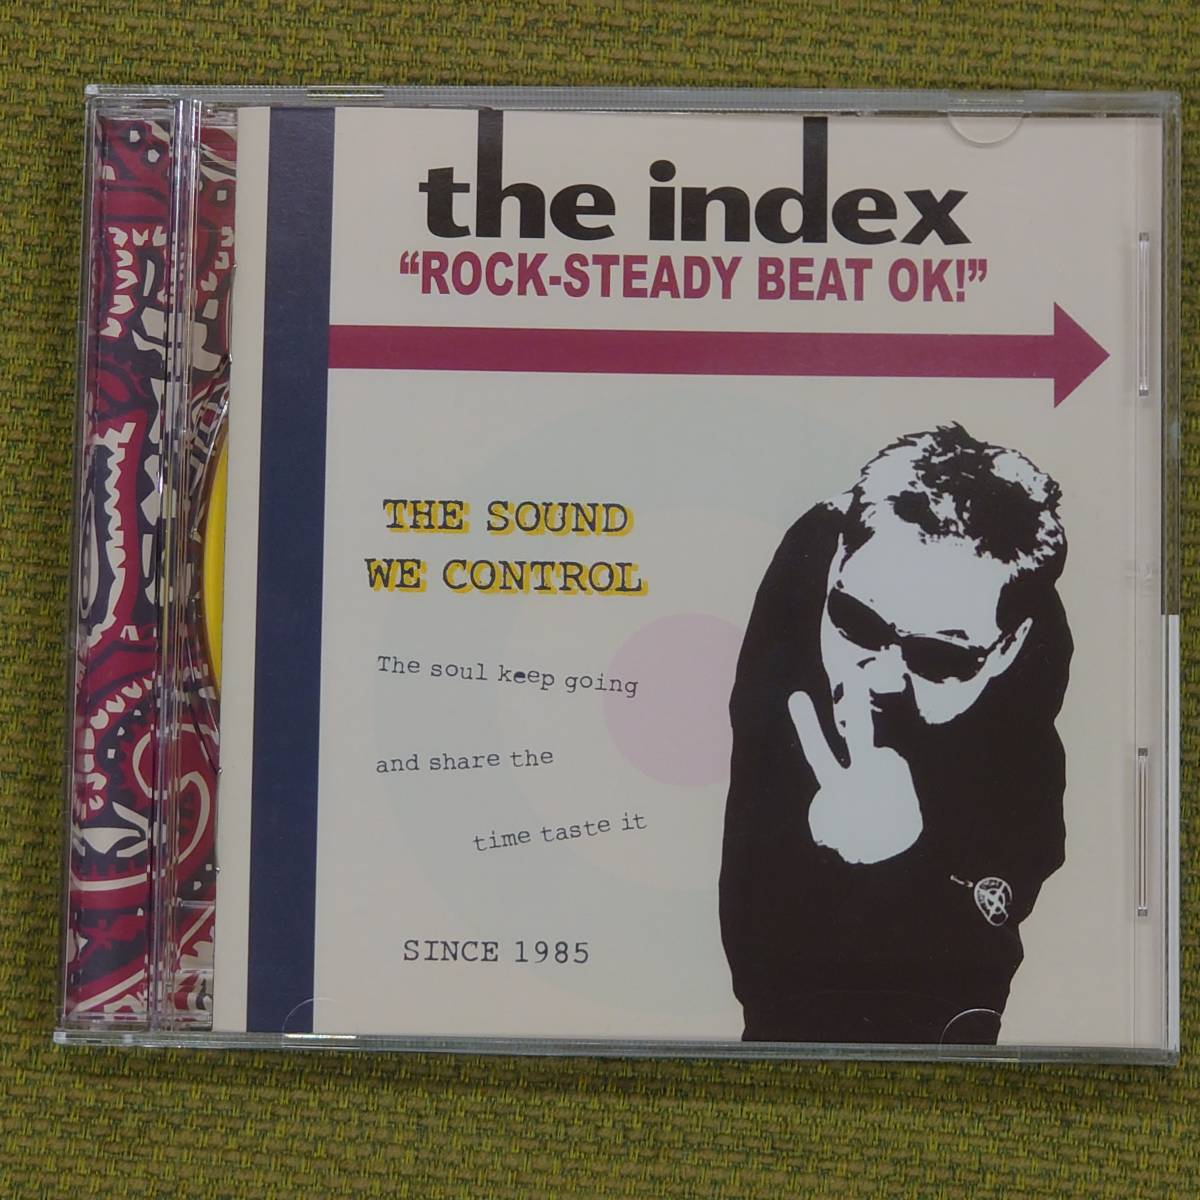 the index
“ROCK-STEADY BEAT OK!”
THE SOUND
WE CONTROL
The soul keep going
and share the
time taste it
SINCE 1985